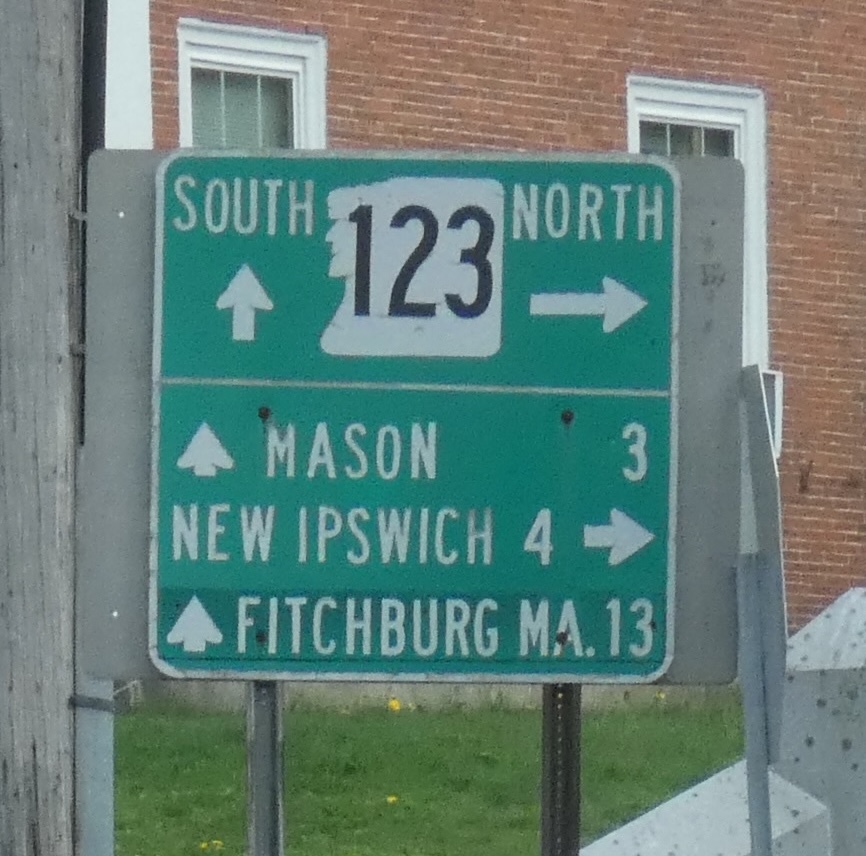 SOUTH 123 NORTH
MASON 3
NEW IPSWICH 4
FITCHBURG MA. 13